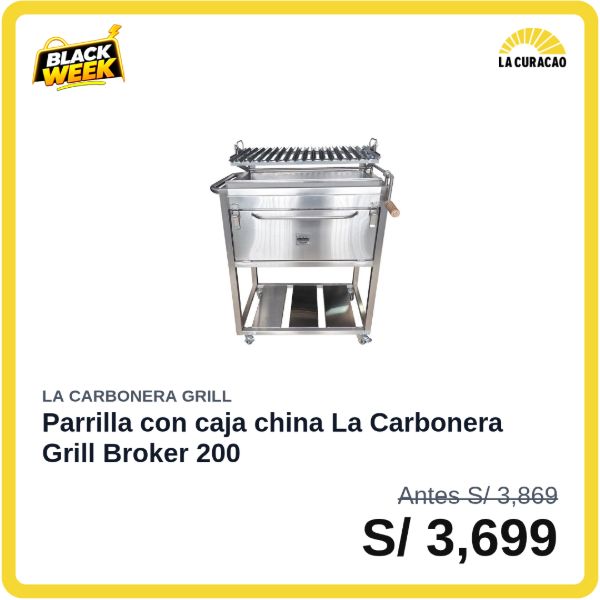 BLACK
WEEK
LA CURACAO
LA CARBONERA GRILL
Parrilla con caja china La Carbonera
Grill Broker 200
Antes S/ 3,869
S/ 3,699